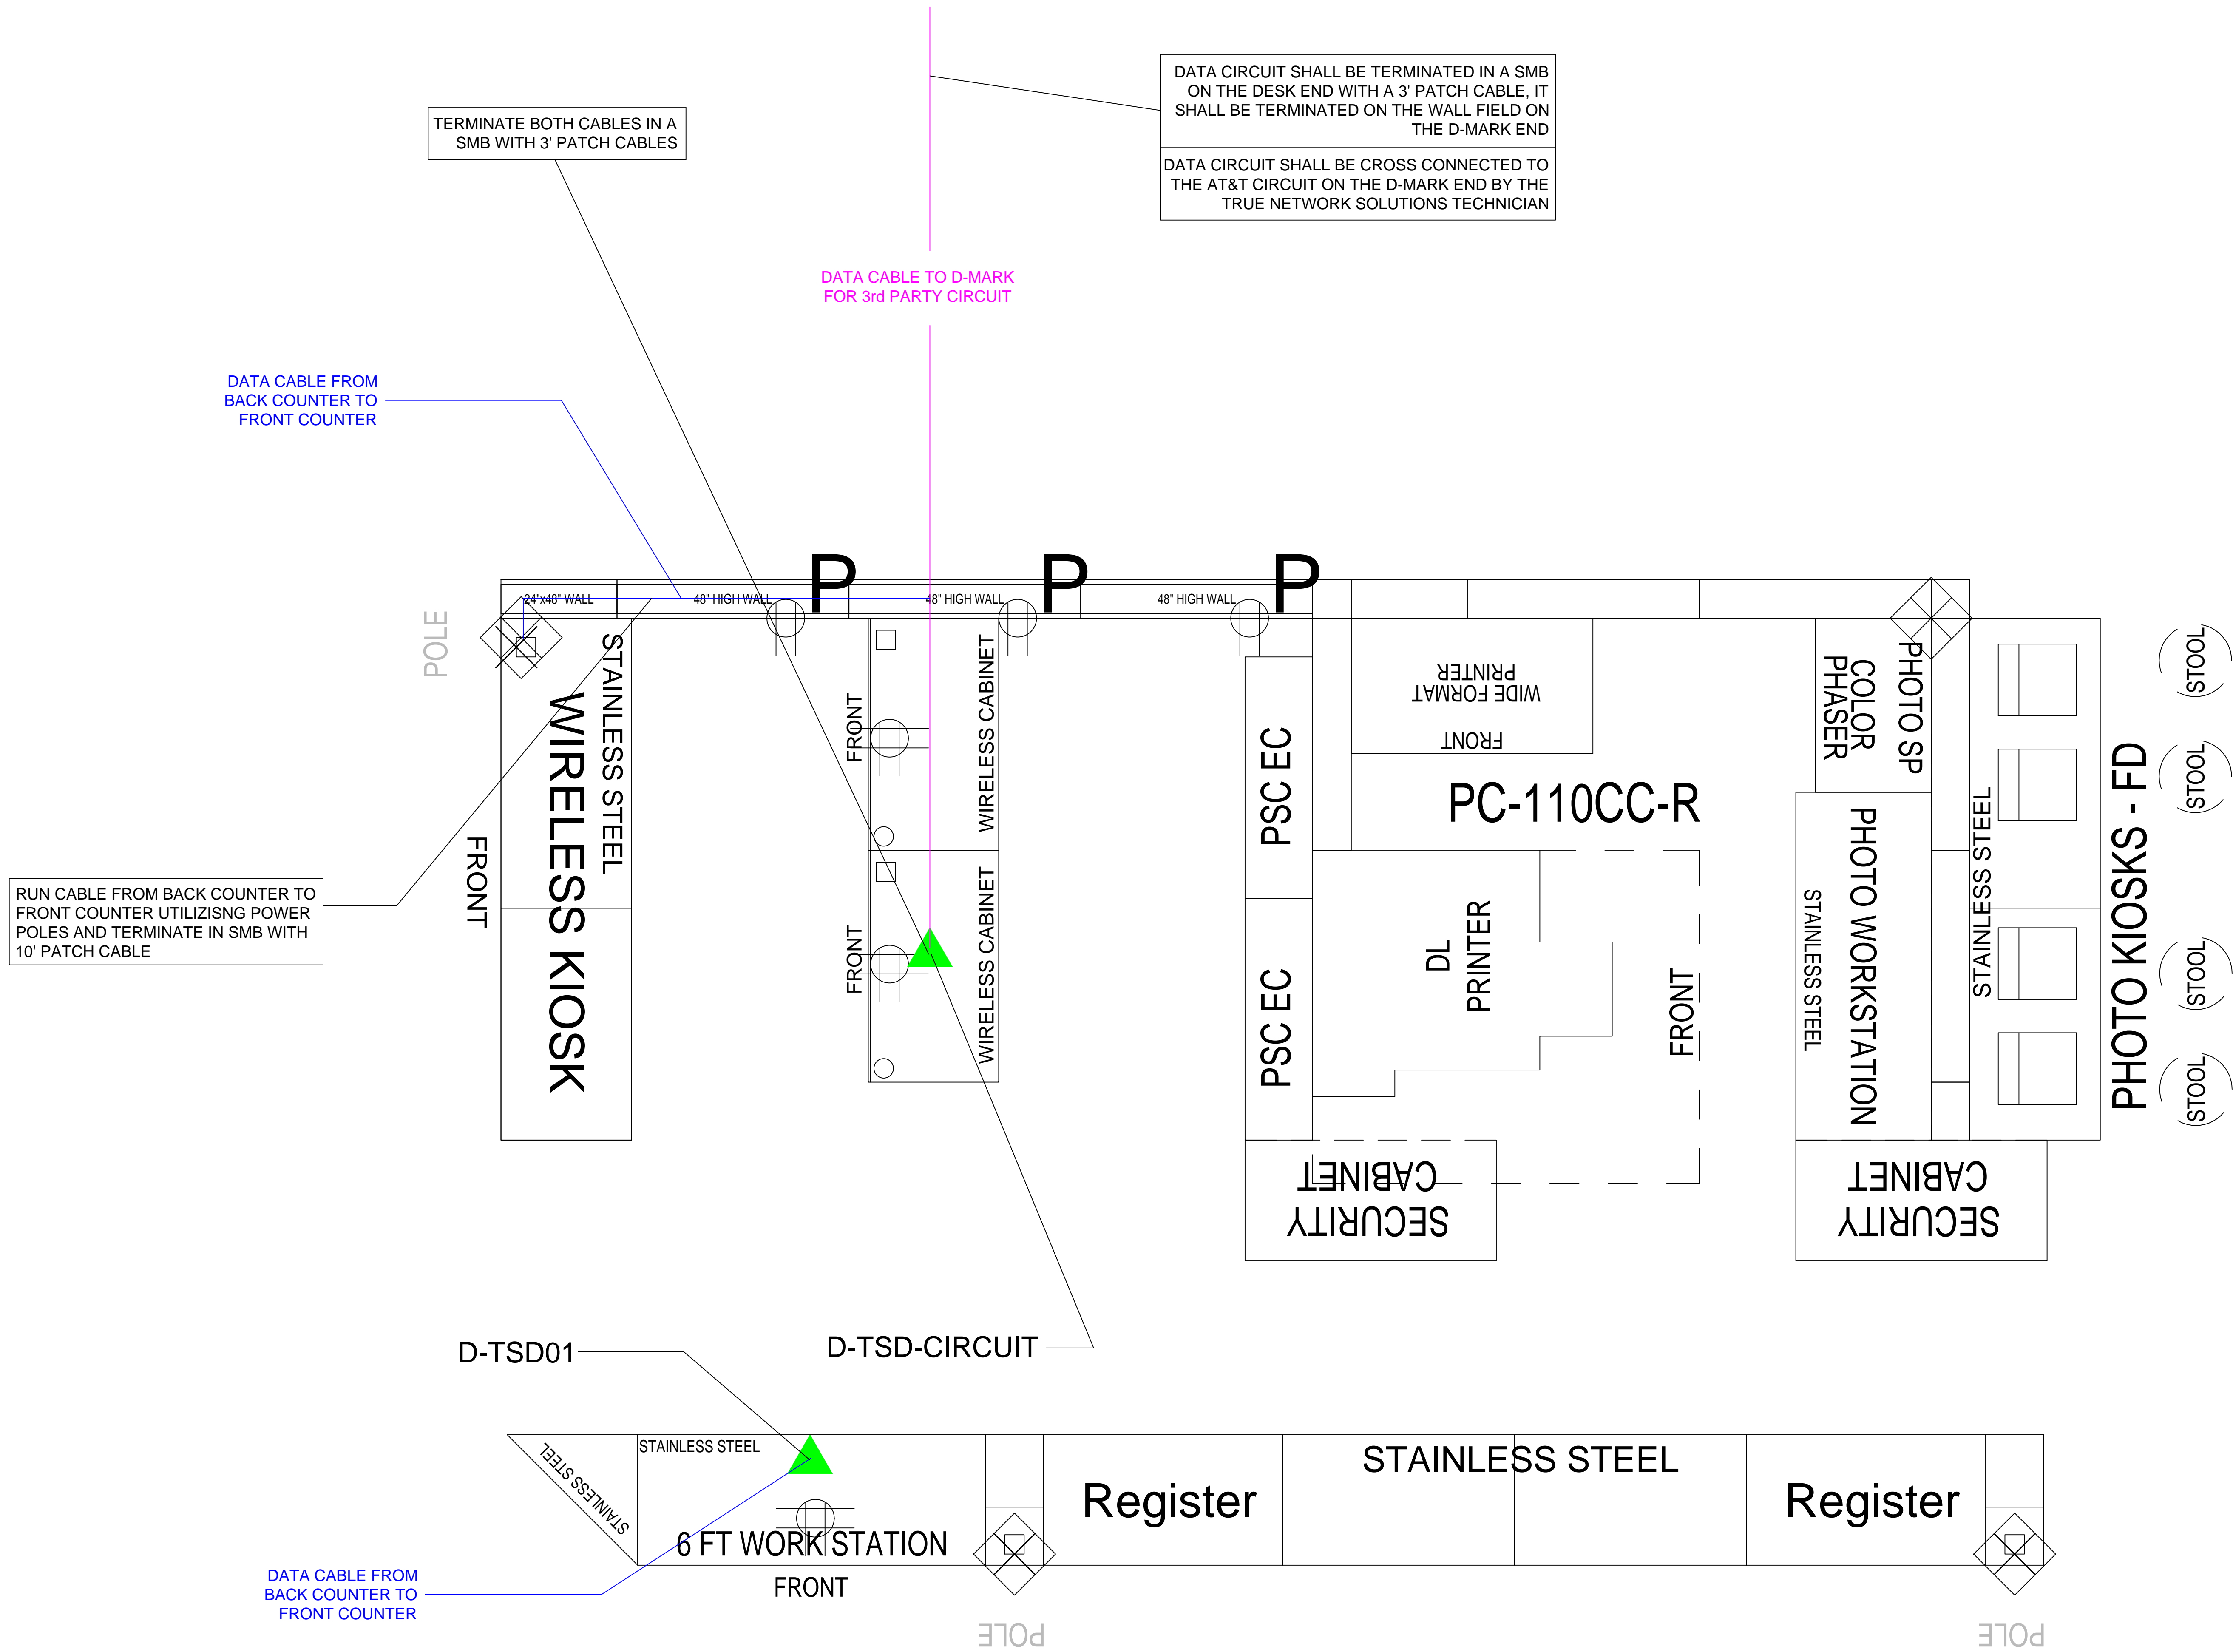 DATA CIRCUIT SHALL BE TERMINATED IN A SMB
ON THE DESK END WITH A 3' PATCH CABLE, IT
SHALL BE TERMINATED ON THE WALL FIELD ON
THE D-MARK END
DATA CIRCUIT SHALL BE CROSS CONNECTED TO
THE AT&T CIRCUIT ON THE D-MARK END BY THE
TRUE NETWORK SOLUTIONS TECHNICIAN
TERMINATE BOTH CABLES IN A
SMB WITH 3' PATCH CABLES
DATA CABLE TO D-MARK
FOR 3rd PARTY CIRCUIT
DATA CABLE FROM
BACK COUNTER TO
FRONT COUNTER
P
P
P
24"x48" WALL
48" HIGH WALL
48" HIGH WALL
48" HIGH WALL
POLE
STAINLESS STEEL
WIRELESS KIOSK
FRONT
FRONT
WIRELESS CABINET
FRONT
WIRELESS CABINET
RUN CABLE FROM BACK COUNTER TO
FRONT COUNTER UTILIZISNG POWER
POLES AND TERMINATE IN SMB WITH
10' PATCH CABLE
PSC EC
PSC EC
WIDE FORMAT
PRINTER
FRONT
PC-110CC-R
DL
PRINTER
FRONT
PHOTO SP
COLOR
PHASER
PHOTO WORKSTATION
STAINLESS STEEL
STAINLESS STEEL
PHOTO KIOSKS - FD
STOOL
STOOL
STOOL
STOOL
SECURITY
CABINET
SECURITY
CABINET
D-TSD01
D-TSD-CIRCUIT
STAINLESS STEEL
STAINLESS STEEL
6 FT WORK STATION
FRONT
Register
STAINLESS STEEL
Register
DATA CABLE FROM
BACK COUNTER TO
FRONT COUNTER
POLE
POLE